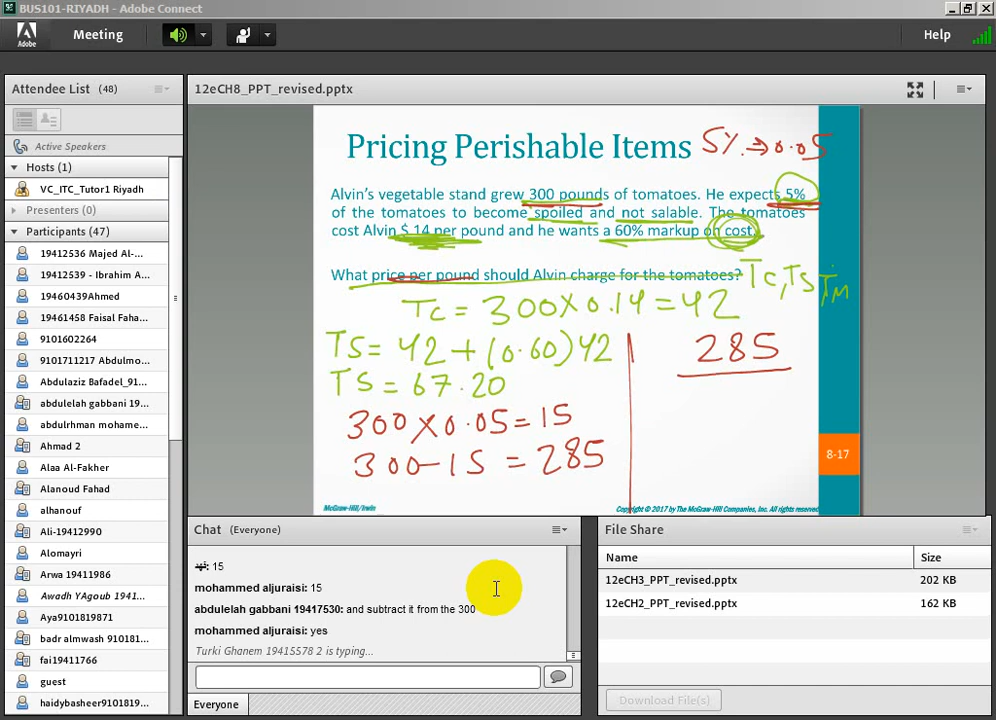 BUS101-RIYADH - Adobe Connect
Adobe
Meeting
Help
Attendee List (48)
Active Speakers
Hosts (1)
VC_ITC_Tutor1 Riyadh
Presenters (0)
Participants (47)
19412536 Majed Al-...
19412539 - Ibrahim A...
19460439Ahmed
19461458 Faisal Faha...
9101602264
9101711217 Abdulmo...
Abdulaziz Bafadel_91...
abdulelah gabbani 19...
abdulrhman mohame...
Ahmad 2
Alaa Al-Fakher
Alanoud Fahad
alhanouf
Ali-19412990
Alomayri
Arwa 19411986
Awadh YAgoub 1941...
Aya9101819871
badr almwash 910181...
fai19411766
guest
haidybasheer9101819...
12eCH8_PPT_revised.pptx
Pricing Perishable Items
5% → 0.05
Alvin's vegetable stand grew 300 pounds of tomatoes. He expects 5%
of the tomatoes to become spoiled and not salable. The tomatoes
cost Alvin $ 14 per pound and he wants a 60% markup on cost.
What price per pound should Alvin charge for the tomatoes?
Tc, Ts, Tm
Tc = 300 x 0.14 = 42
TS = 42 + (0.60) 42
TS = 67.20
300 x 0.05 = 15
300 - 15 = 285
285
8-17
McGraw-Hill/Irwin
Copyright © 2017 by The McGraw-Hill Companies, Inc. All rights reserved.
Chat (Everyone)
: 15
mohammed aljuraisi: 15
abdulelah gabbani 19417530: and subtract it from the 300
mohammed aljuraisi: yes
Turki Ghanem 19415578 2 is typing...
Everyone
File Share
Name Size
12eCH3_PPT_revised.pptx 202 KB
12eCH2_PPT_revised.pptx 162 KB
Download File(s)